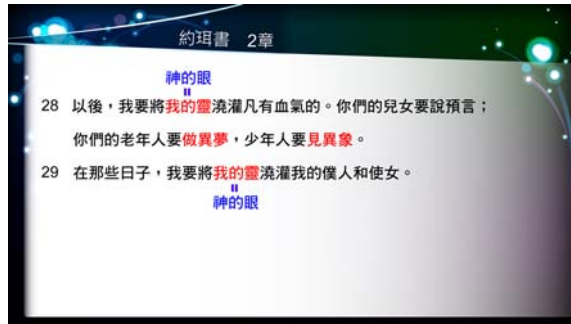 約珥書 2章
神的眼
॥
28 以後，我要將我的靈澆灌凡有血氣的。你們的兒女要說預言；
你們的老年人要做異夢，少年人要見異象。
29 在那些日子，我要將我的靈澆灌我的僕人和使女。
॥
神的眼